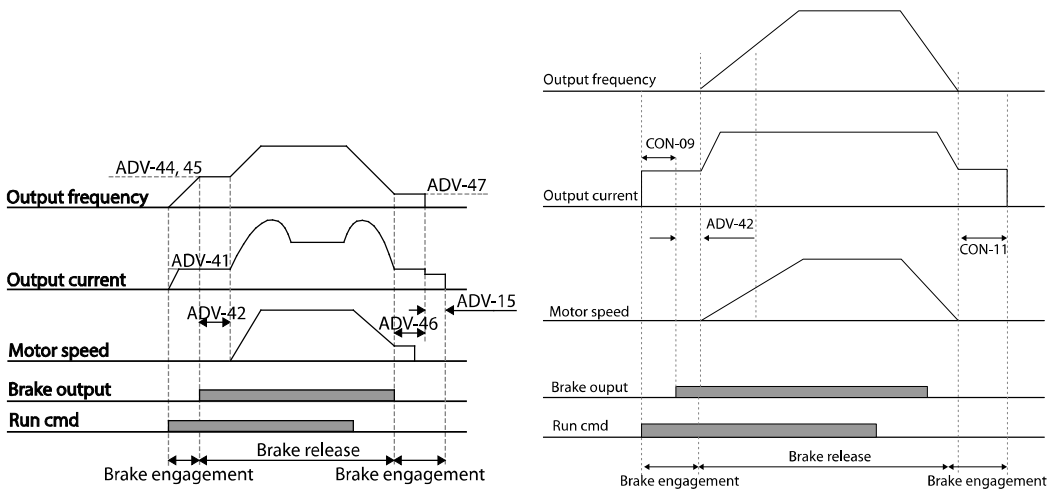 ADV-44, 45
ADV-47
Output frequency
ADV-41
Output current
ADV-15
ADV-42
ADV-46
Motor speed
Brake output
Run cmd
Brake release
Brake engagement
Brake engagement
Output frequency
CON-09
Output current
ADV-42
CON-11
Motor speed
Brake ouput
Run cmd
Brake release
Brake engagement
Brake engagement